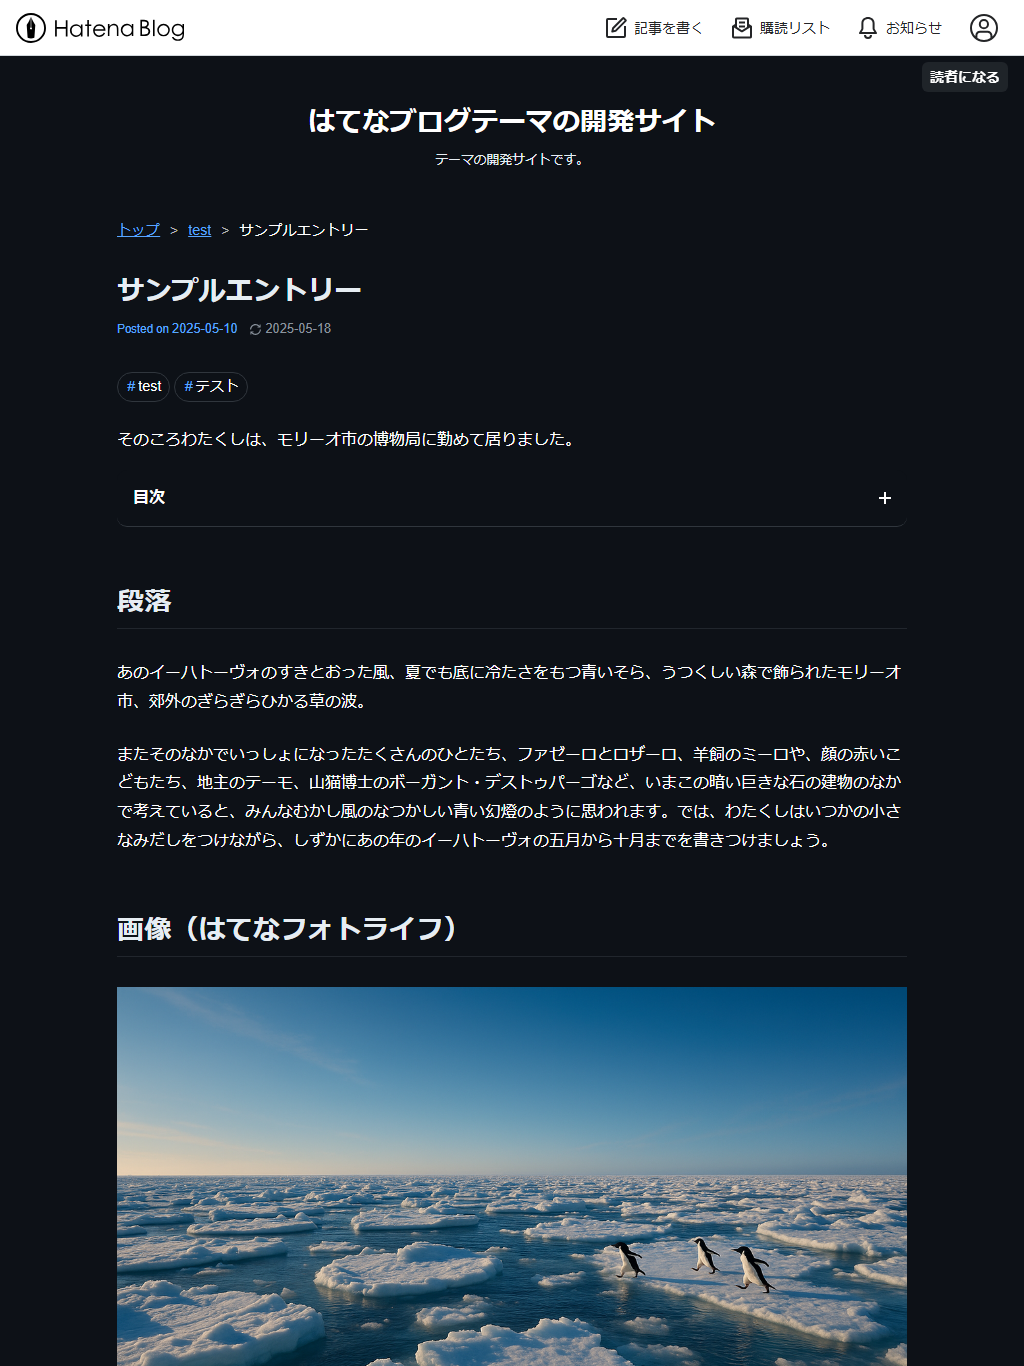 Hatena Blog
記事を書く
購読リスト
お知らせ
読者になる
はてなブログテーマの開発サイト
テーマの開発サイトです。
トップ > test > サンプルエントリー
サンプルエントリー
Posted on 2025-05-10 2025-05-18
#test #テスト
そのころわたくしは、モリーオ市の博物局に勤めて居りました。
目次
段落
あのイーハトーヴォのすきとおった風、夏でも底に冷たさをもつ青いそら、うつくしい森で飾られたモリーオ
市、郊外のぎらぎらひかる草の波。
またそのなかでいっしょになったたくさんのひとたち、ファゼーロとロザーロ、羊飼のミーロや、顔の赤いこ
どもたち、地主のテーモ、山猫博士のボーガント・デストゥパーゴなど、いまこの暗い巨きな石の建物のなか
で考えていると、みんなむかし風のなつかしい青い幻燈のように思われます。では、わたくしはいつかの小さ
なみだしをつけながら、しずかにあの年のイーハトーヴォの五月から十月までを書きつけましょう。
画像（はてなフォトライフ）